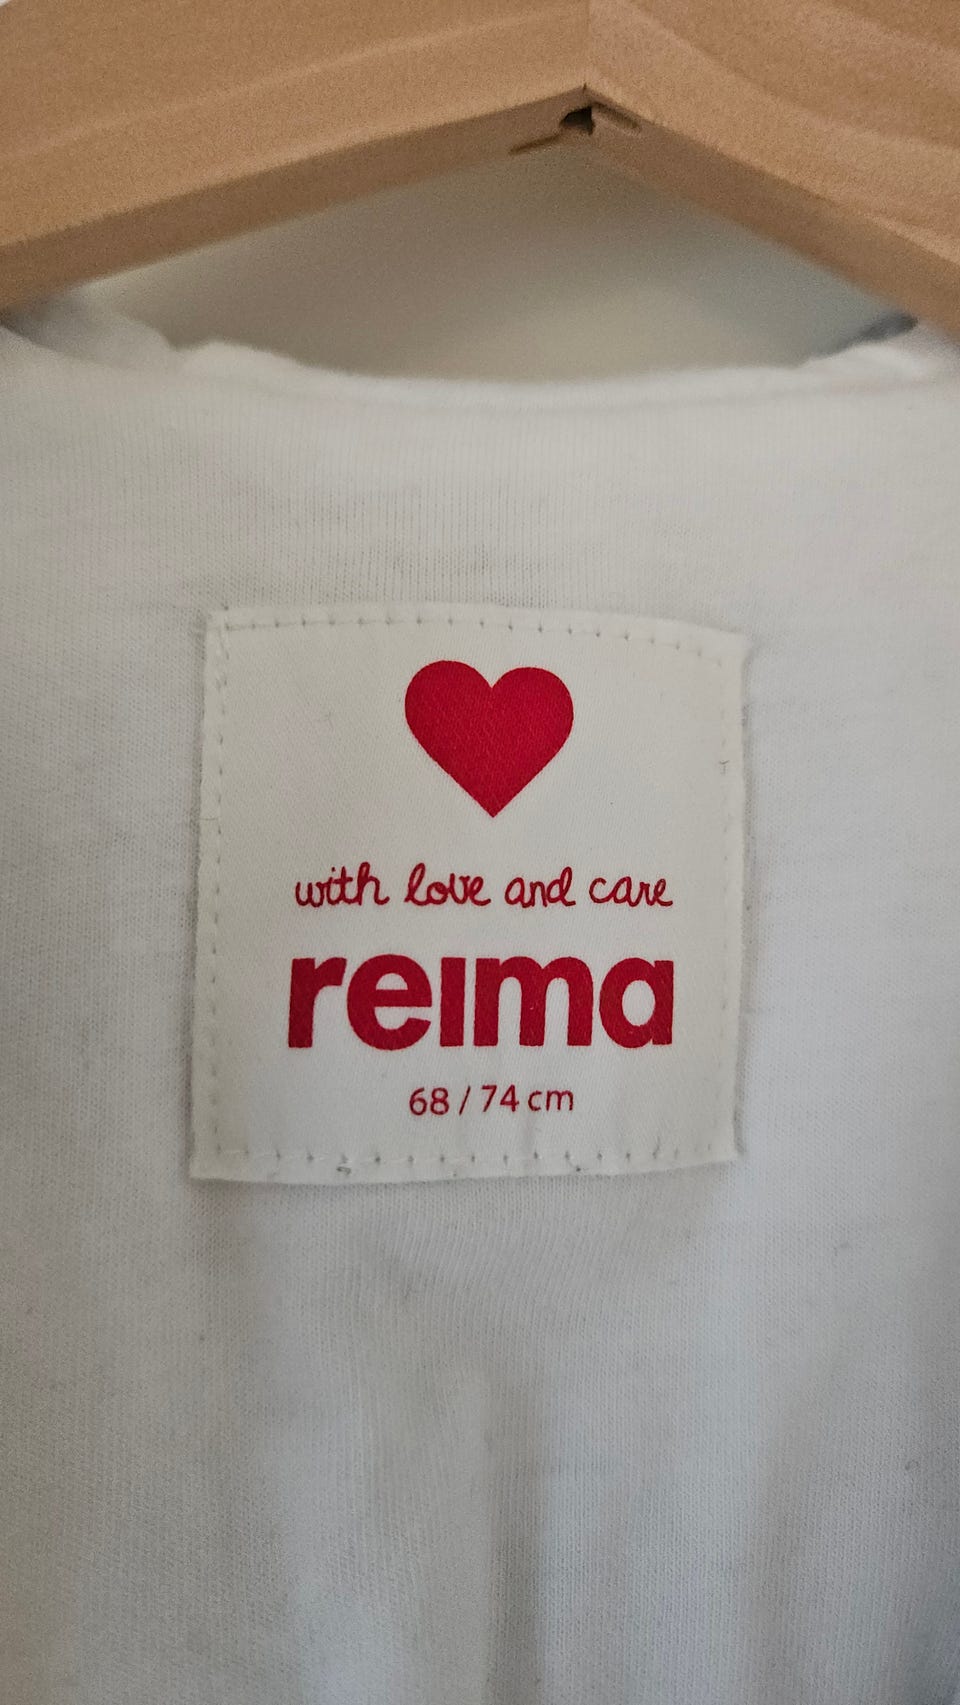 with love and care
reima
68 / 74 cm